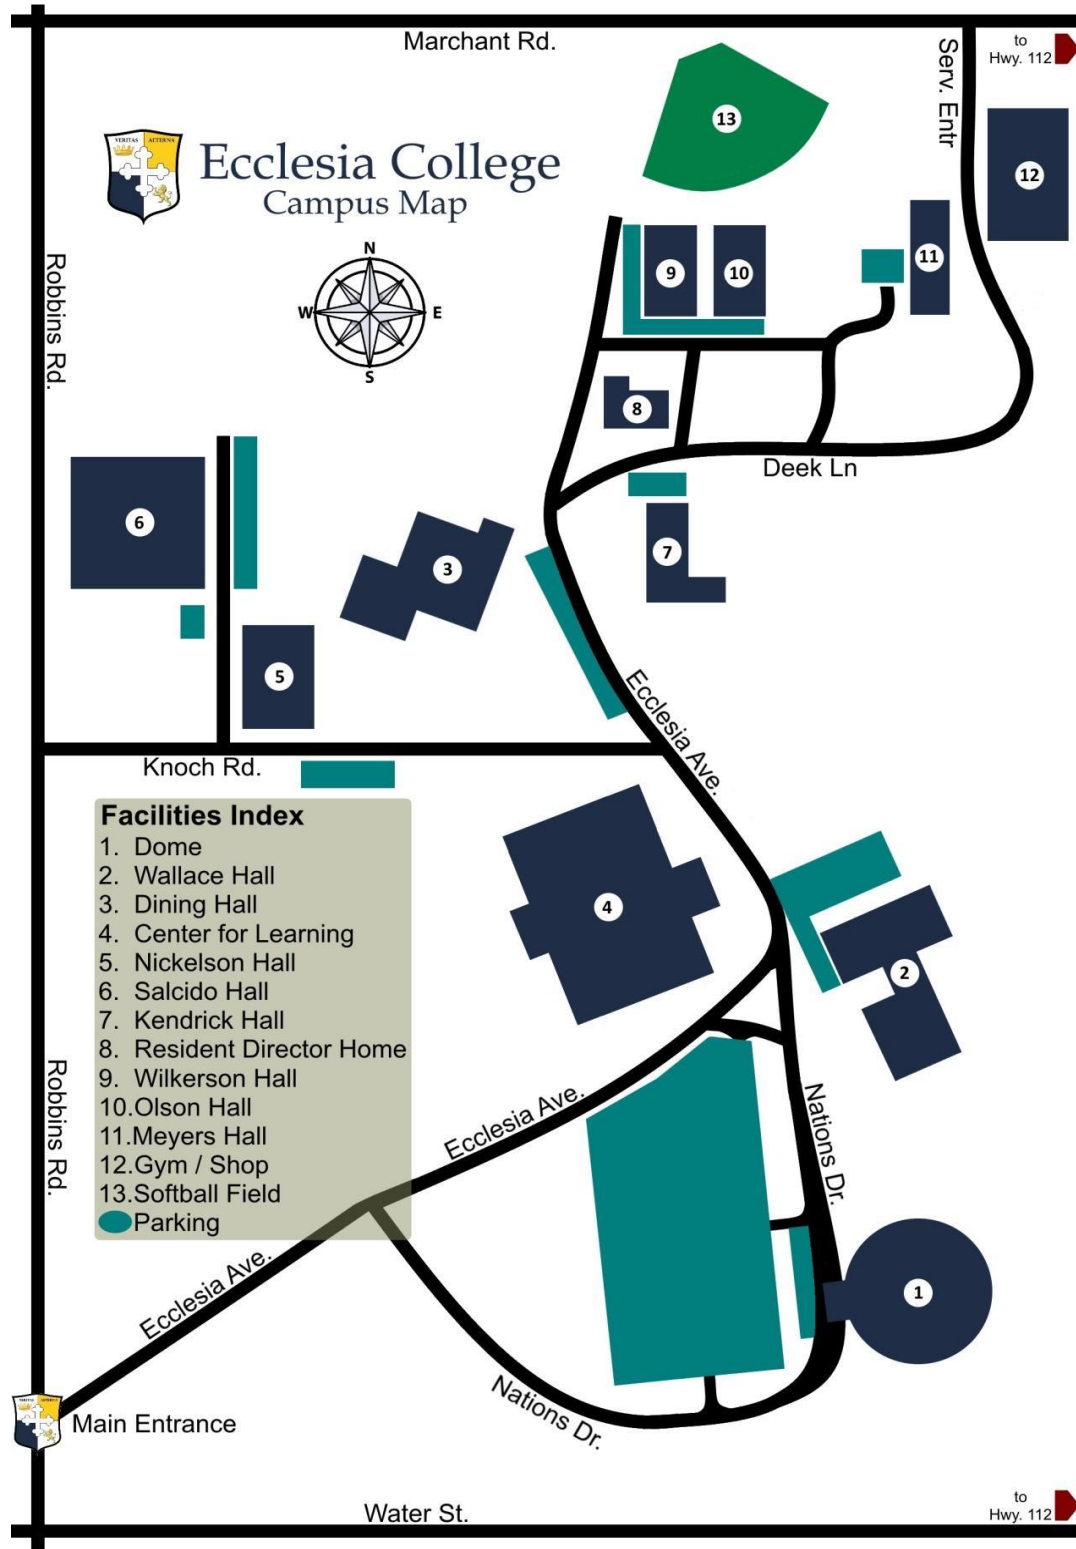 Marchant Rd.
Serv. Entr
to
Hwy. 112
VERITAS AETERNA
Ecclesia College
Campus Map
13
12
11
9
10
N
W
E
S
Robbins Rd.
8
Deek Ln
6
3
7
5
Ecclesia Ave.
Knoch Rd.
Facilities Index
1. Dome
2. Wallace Hall
3. Dining Hall
4. Center for Learning
5. Nickelson Hall
6. Salcido Hall
7. Kendrick Hall
8. Resident Director Home
9. Wilkerson Hall
10.Olson Hall
11.Meyers Hall
12.Gym / Shop
13.Softball Field
Parking
4
2
Robbins Rd.
Ecclesia Ave.
Nations Dr.
Ecclesia Ave.
1
Nations Dr.
Main Entrance
to
Hwy. 112
Water St.